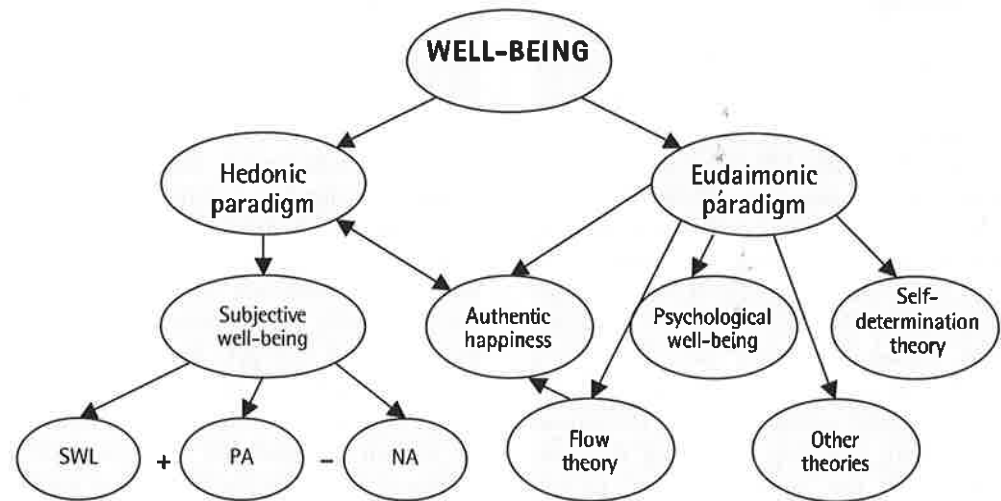 WELL-BEING
Hedonic
paradigm
Eudaimonic
paradigm
Subjective
well-being
Authentic
happiness
Psychological
well-being
Self-
determination
theory
SWL + PA – NA
Flow
theory
Other
theories